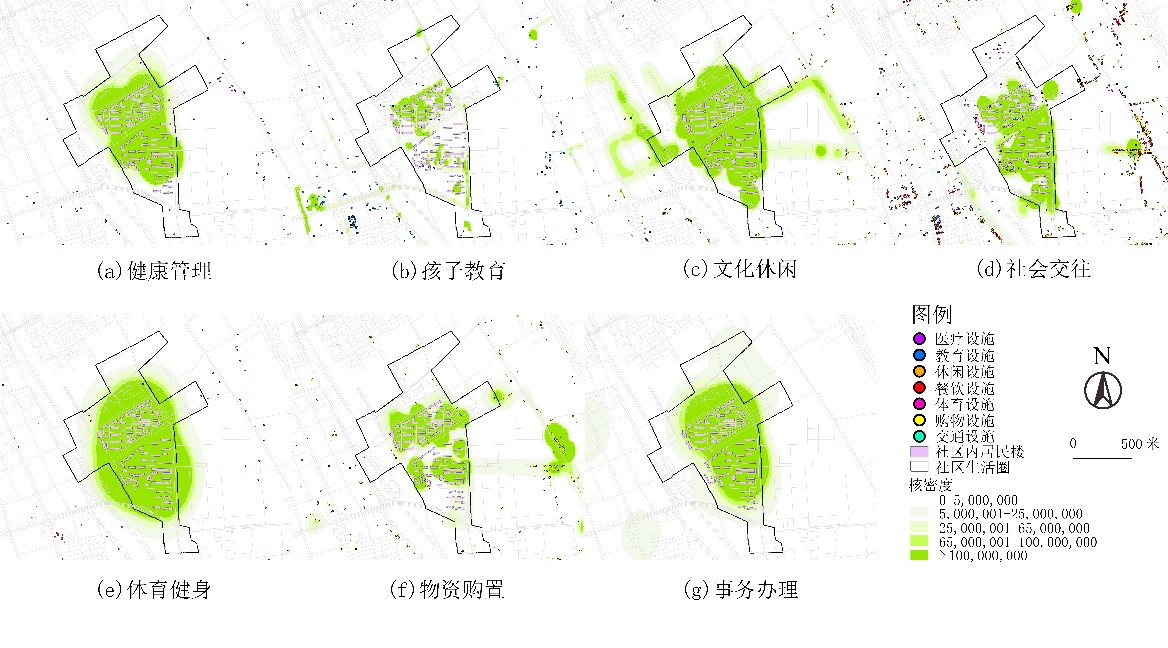 (a)健康管理
(b)孩子教育
(c)文化休闲
(d)社会交往
(e)体育健身
(f)物资购置
(g)事务办理
图例
医疗设施
教育设施
休闲设施
餐饮设施
体育设施
购物设施
交通设施
社区内居民楼
社区生活圈
核密度
0-5,000,000
5,000,001-25,000,000
25,000,001-65,000,000
65,000,001-100,000,000
>100,000,000
N
0 500 米